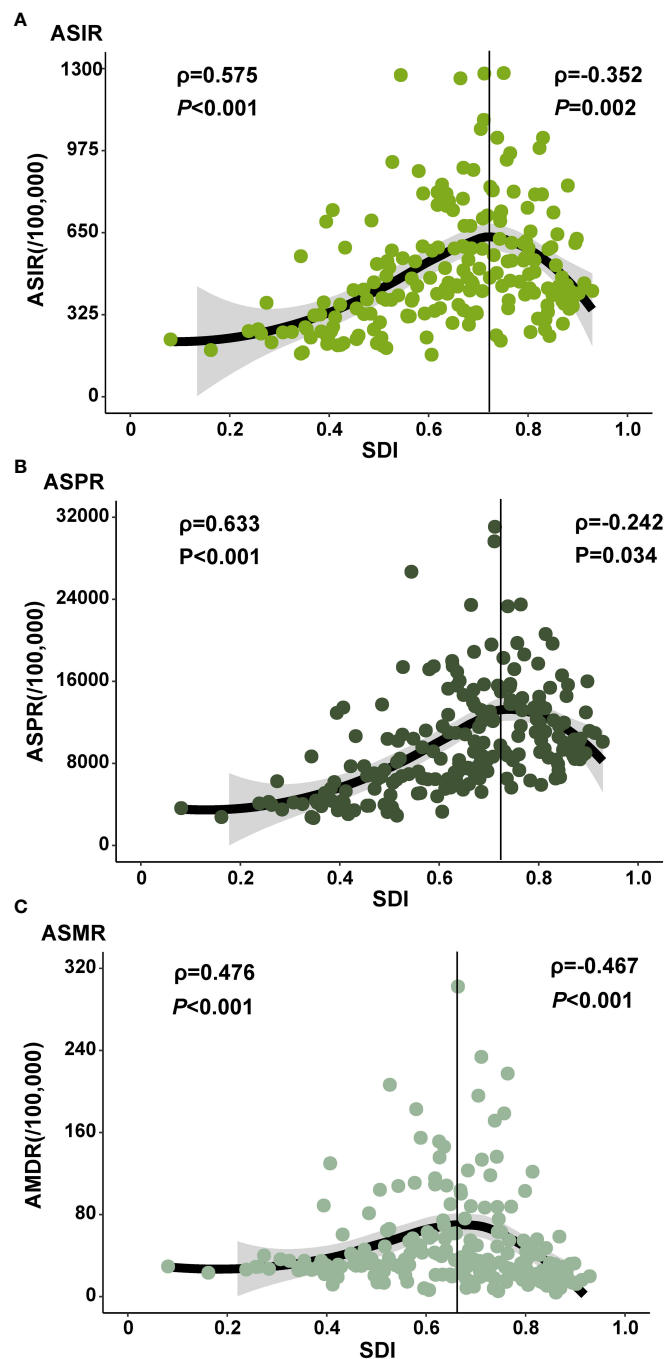 A
ASIR
ρ=0.575
P<0.001
ρ=-0.352
P=0.002
ASIR(/100,000)
1300
975
650
325
0
0 0.2 0.4 0.6 0.8 1.0
SDI
B
ASPR
ρ=0.633
P<0.001
ρ=-0.242
P=0.034
ASPR(/100,000)
32000
24000
16000
8000
0
0 0.2 0.4 0.6 0.8 1.0
SDI
C
ASMR
ρ=0.476
P<0.001
ρ=-0.467
P<0.001
AMDR(/100,000)
320
240
160
80
0
0 0.2 0.4 0.6 0.8 1.0
SDI